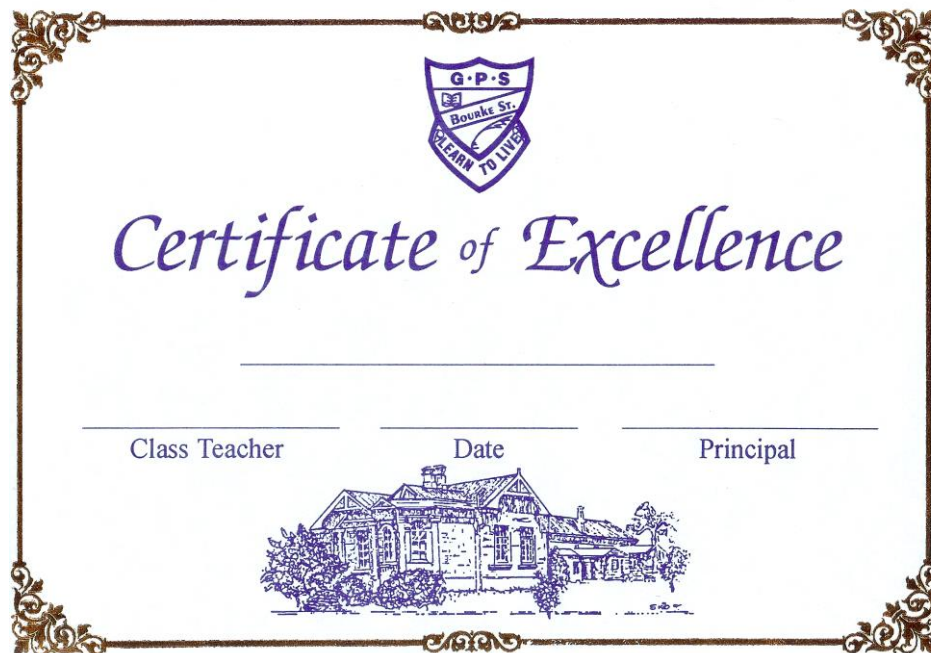 G·P·S
Bourke St.
LEARN TO LIVE
Certificate of Excellence
Class Teacher Date Principal